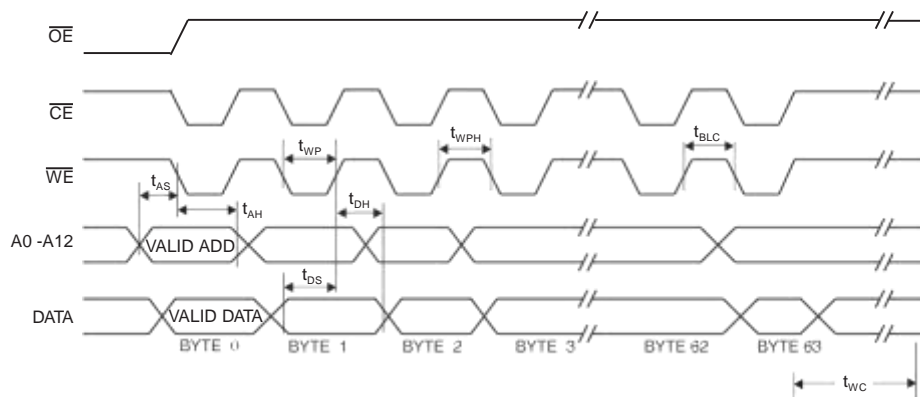 OE
CE
tWP
tWPH
tBLC
WE
tAS
tAH
tDH
A0 -A12
VALID ADD
tDS
DATA
VALID DATA
BYTE 0
BYTE 1
BYTE 2
BYTE 3
BYTE 62
BYTE 63
tWC